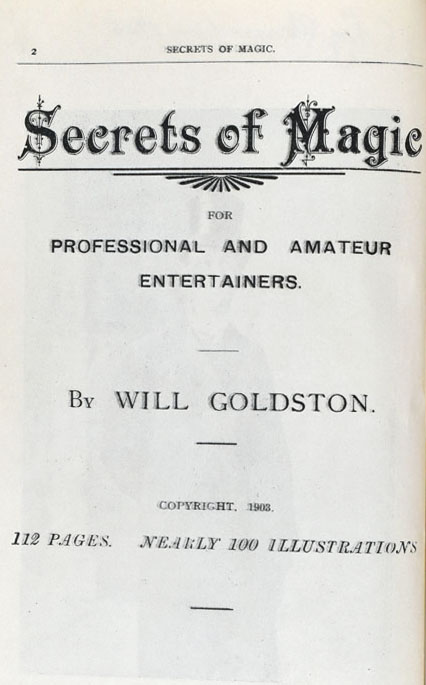 2 SECRETS OF MAGIC.
Secrets of Magic
FOR
PROFESSIONAL AND AMATEUR
ENTERTAINERS.
By WILL GOLDSTON.
COPYRIGHT, 1903.
112 PAGES. NEARLY 100 ILLUSTRATIONS